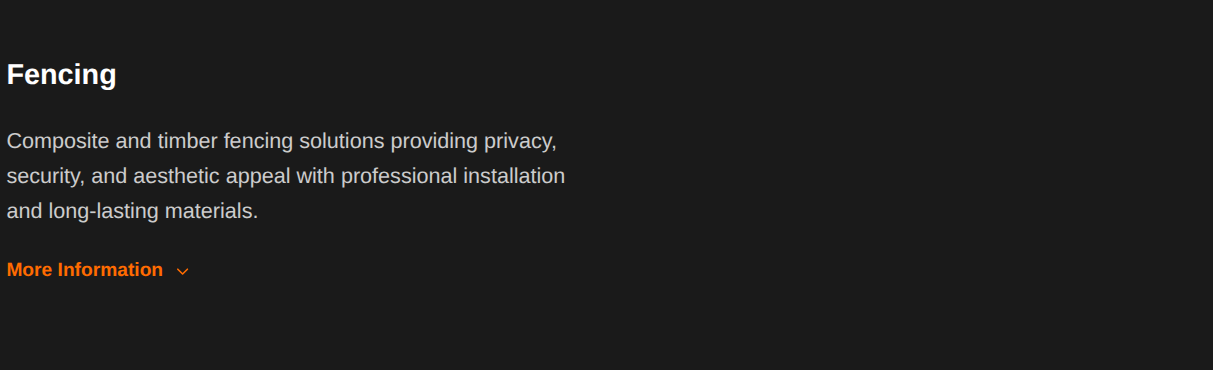 Fencing
Composite and timber fencing solutions providing privacy,
security, and aesthetic appeal with professional installation
and long-lasting materials.
More Information